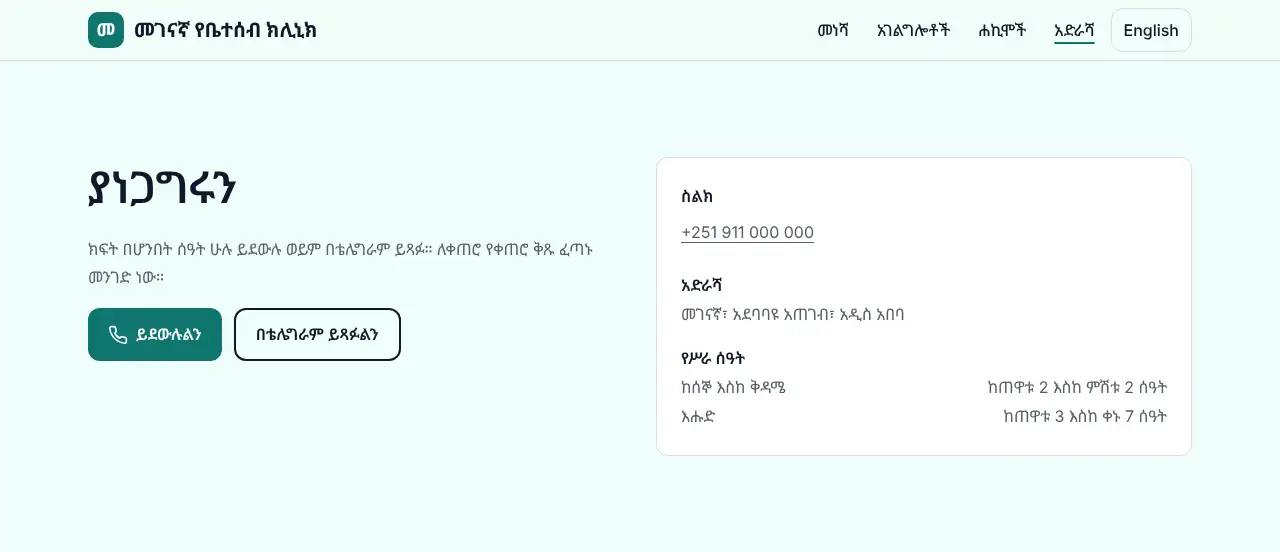 መ መገናኛ የቤተሰብ ክሊኒክ
መነሻ አገልግሎቶች ሐኪሞች አድራሻ English
ያነጋግሩን
ክፍት በሆንበት ሰዓት ሁሉ ይደውሉ ወይም በቴሌግራም ይጻፉ። ለቀጠሮ የቀጠሮ ቅጹ ፈጣኑ
መንገድ ነው።
ይደውሉልን በቴሌግራም ይጻፉልን
ስልክ
+251 911 000 000
አድራሻ
መገናኛ፣ አደባባዩ አጠገብ፣ አዲስ አበባ
የሥራ ሰዓት
ከሰኞ እስከ ቅዳሜ ከጠዋቱ 2 እስከ ምሽቱ 2 ሰዓት
እሑድ ከጠዋቱ 3 እስከ ቀኑ 7 ሰዓት